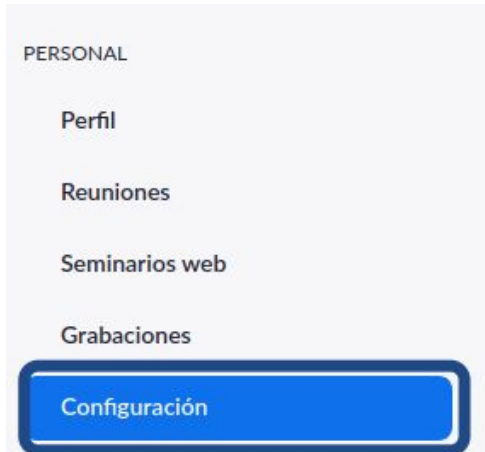 PERSONAL
Perfil
Reuniones
Seminarios web
Grabaciones
Configuración